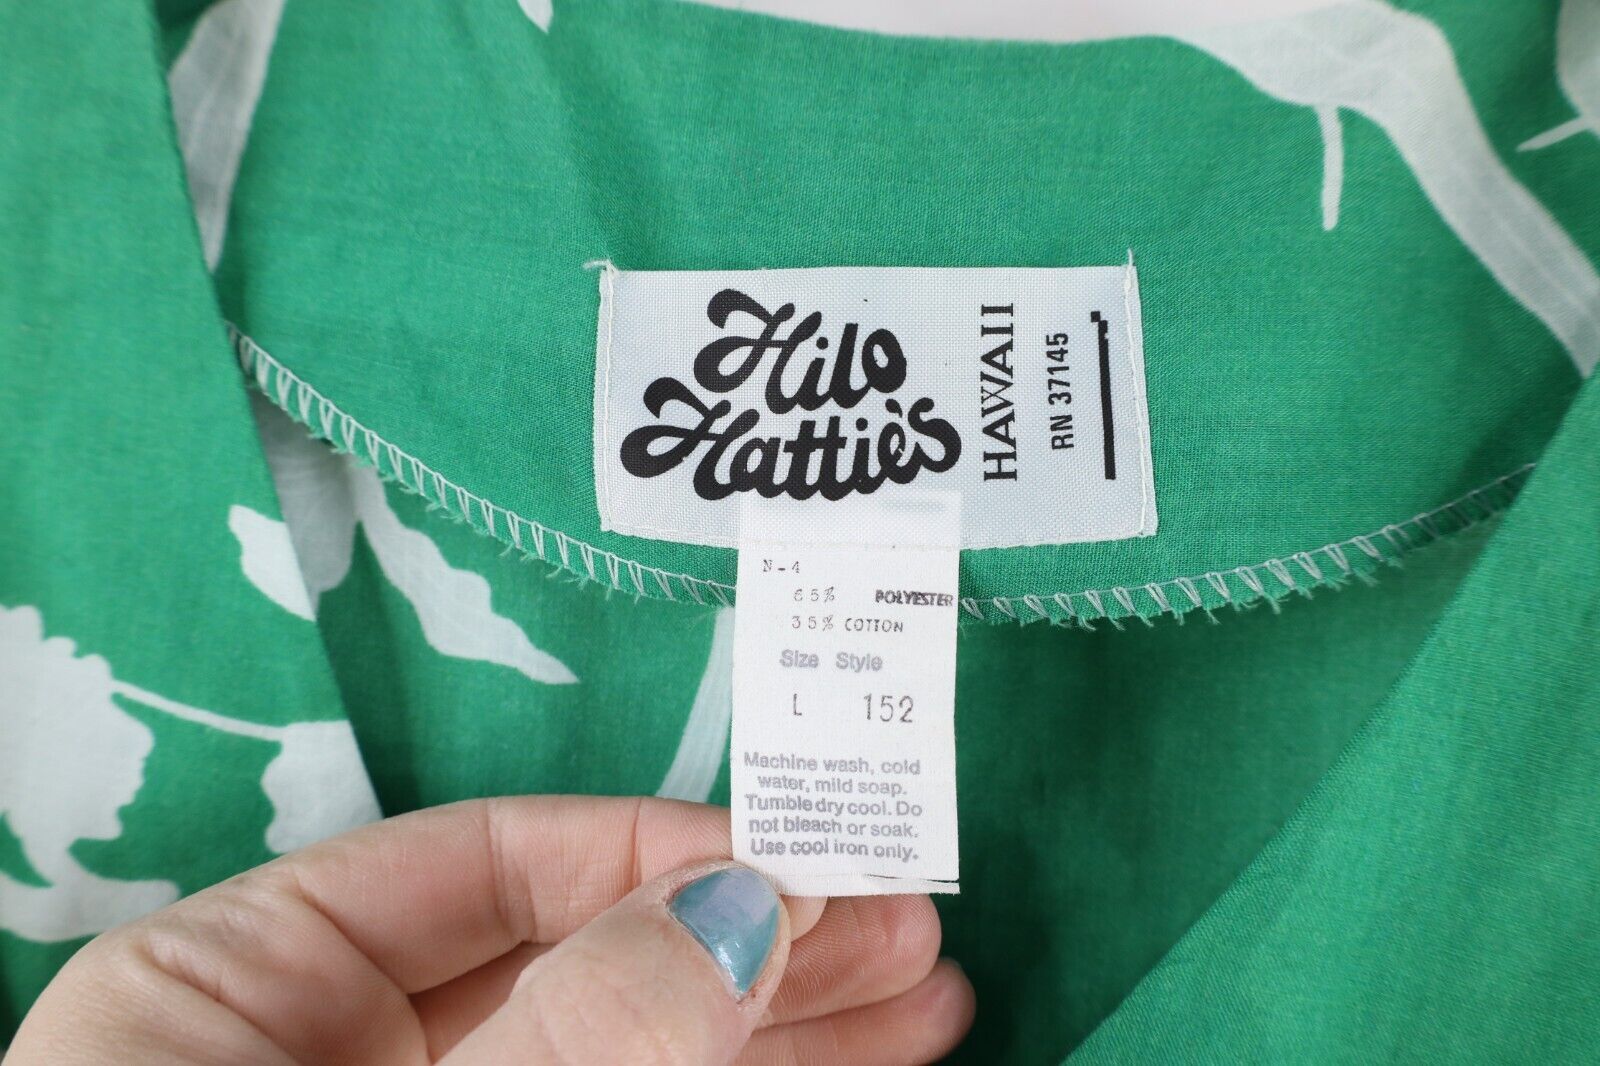 Hilo
Hattie's
HAWAII
RN 37145
N-4
65% POLYESTER
35% COTTON
Size Style
L 152
Machine wash, cold
water, mild soap.
Tumble dry cool. Do
not bleach or soak.
Use cool iron only.